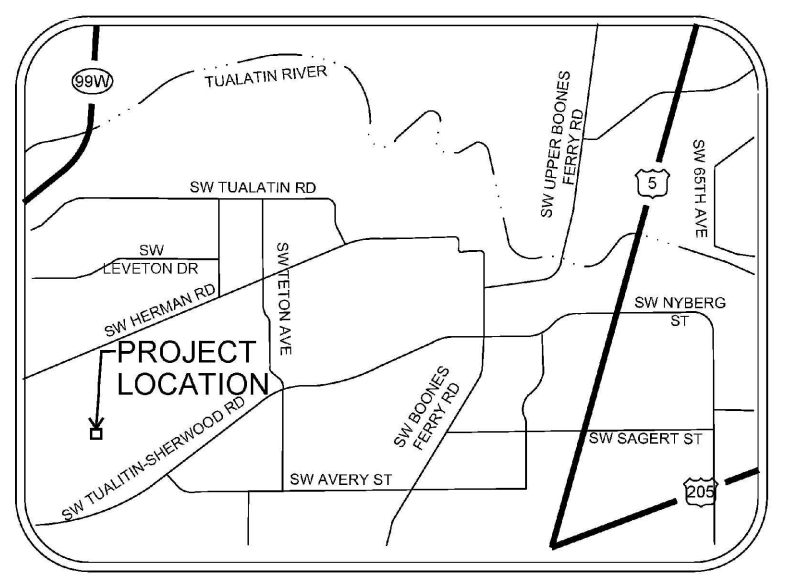 99W
TUALATIN RIVER
SW UPPER BOONES
FERRY RD
SW 65TH AVE
5
SW TUALATIN RD
SW
LEVETON DR
SW TETON AVE
SW HERMAN RD
SW NYBERG
ST
PROJECT
LOCATION
SW BOONES
FERRY RD
SW TUALITIN-SHERWOOD RD
SW SAGERT ST
SW AVERY ST
205